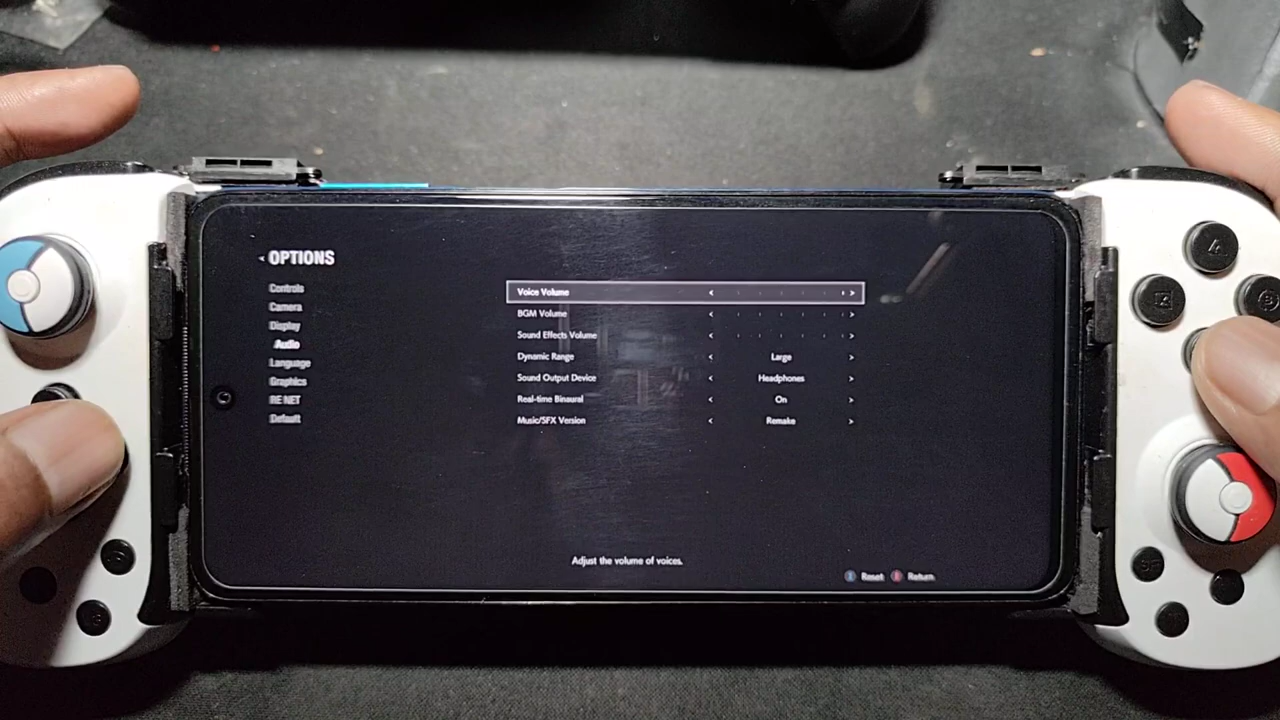 OPTIONS
Controls
Camera
Display
Audio
Language
Graphics
RE NET
Default
Voice Volume
BGM Volume
Sound Effects Volume
Dynamic Range < Large >
Sound Output Device < Headphones >
Real-time Binaural < On >
Music/SFX Version < Remake >
Adjust the volume of voices.
Reset Return